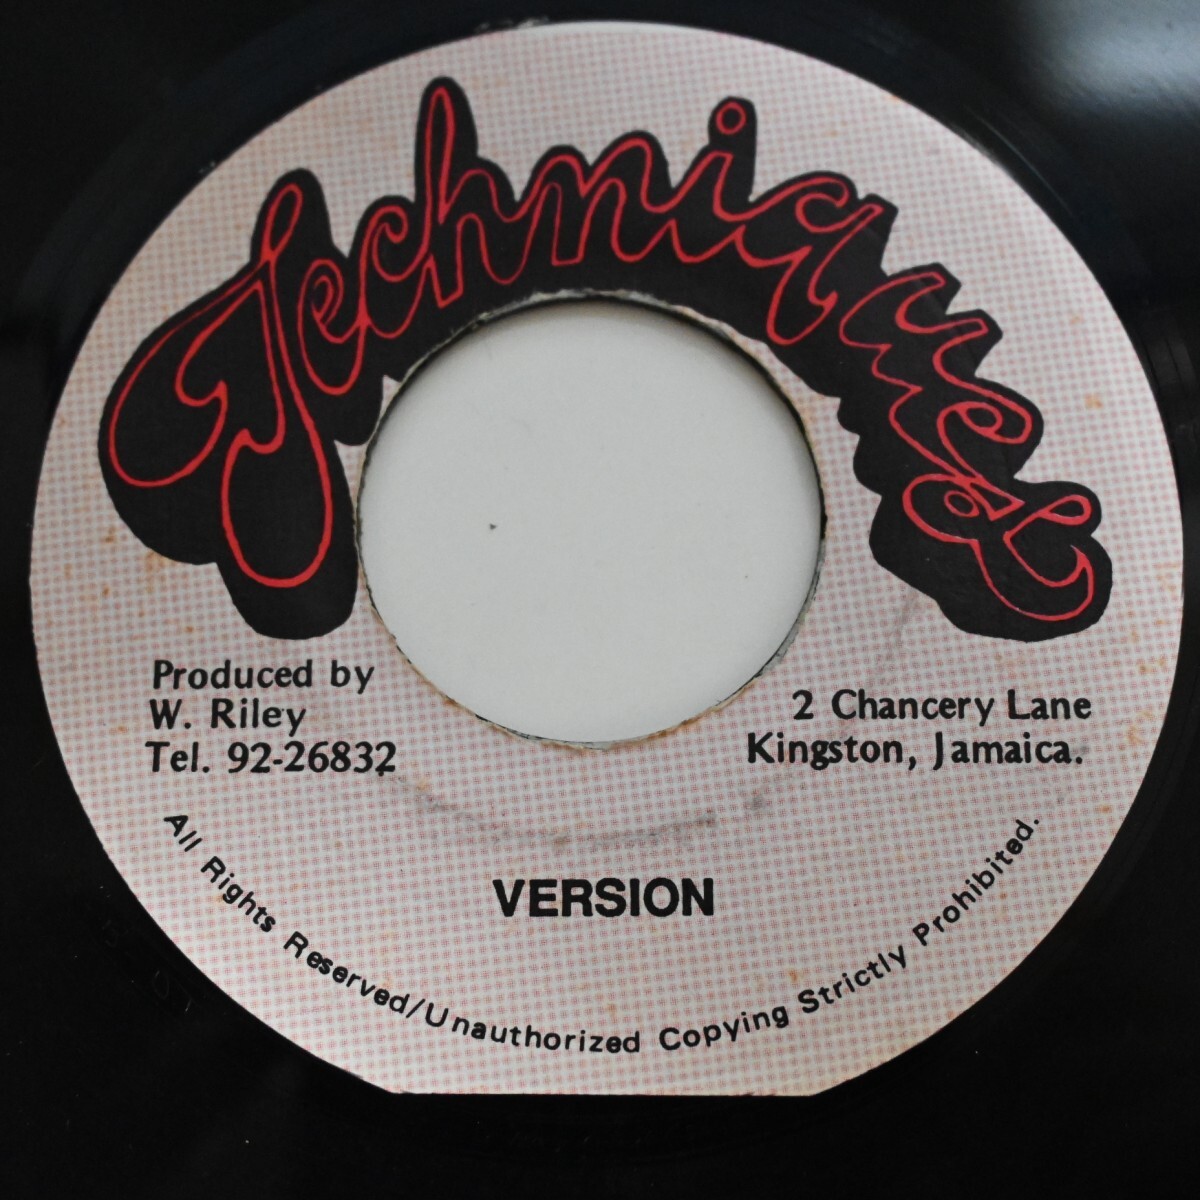 Techniques
Produced by
W. Riley
Tel. 92-26832
2 Chancery Lane
Kingston, Jamaica.
VERSION
All Rights Reserved/Unauthorized Copying Strictly Prohibited.